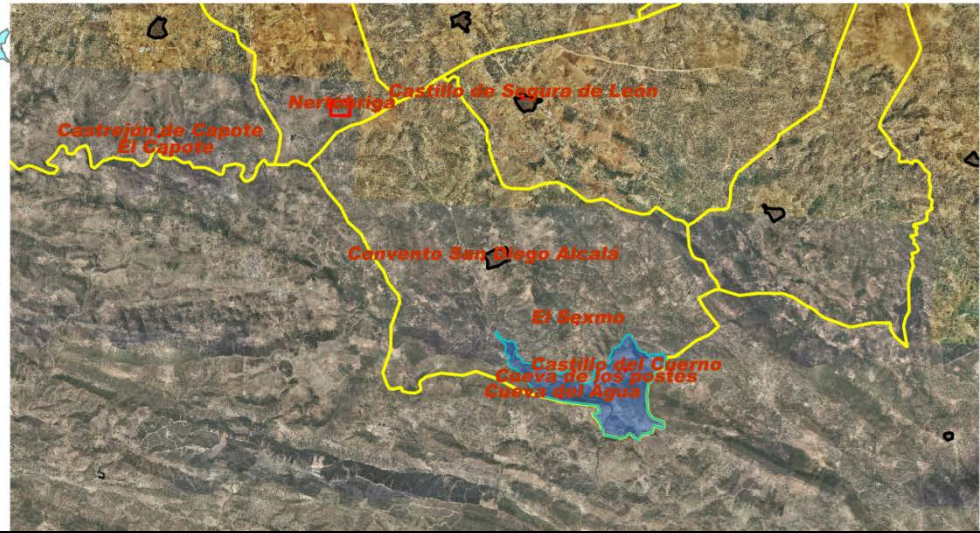 Castillo de Segura de León
Nertobriga
Castrejón de Capote
El Capote
Convento San Diego Alcalá
El Sexmo
Castillo del Cuerno
Cueva de los postes
Cueva del Agua